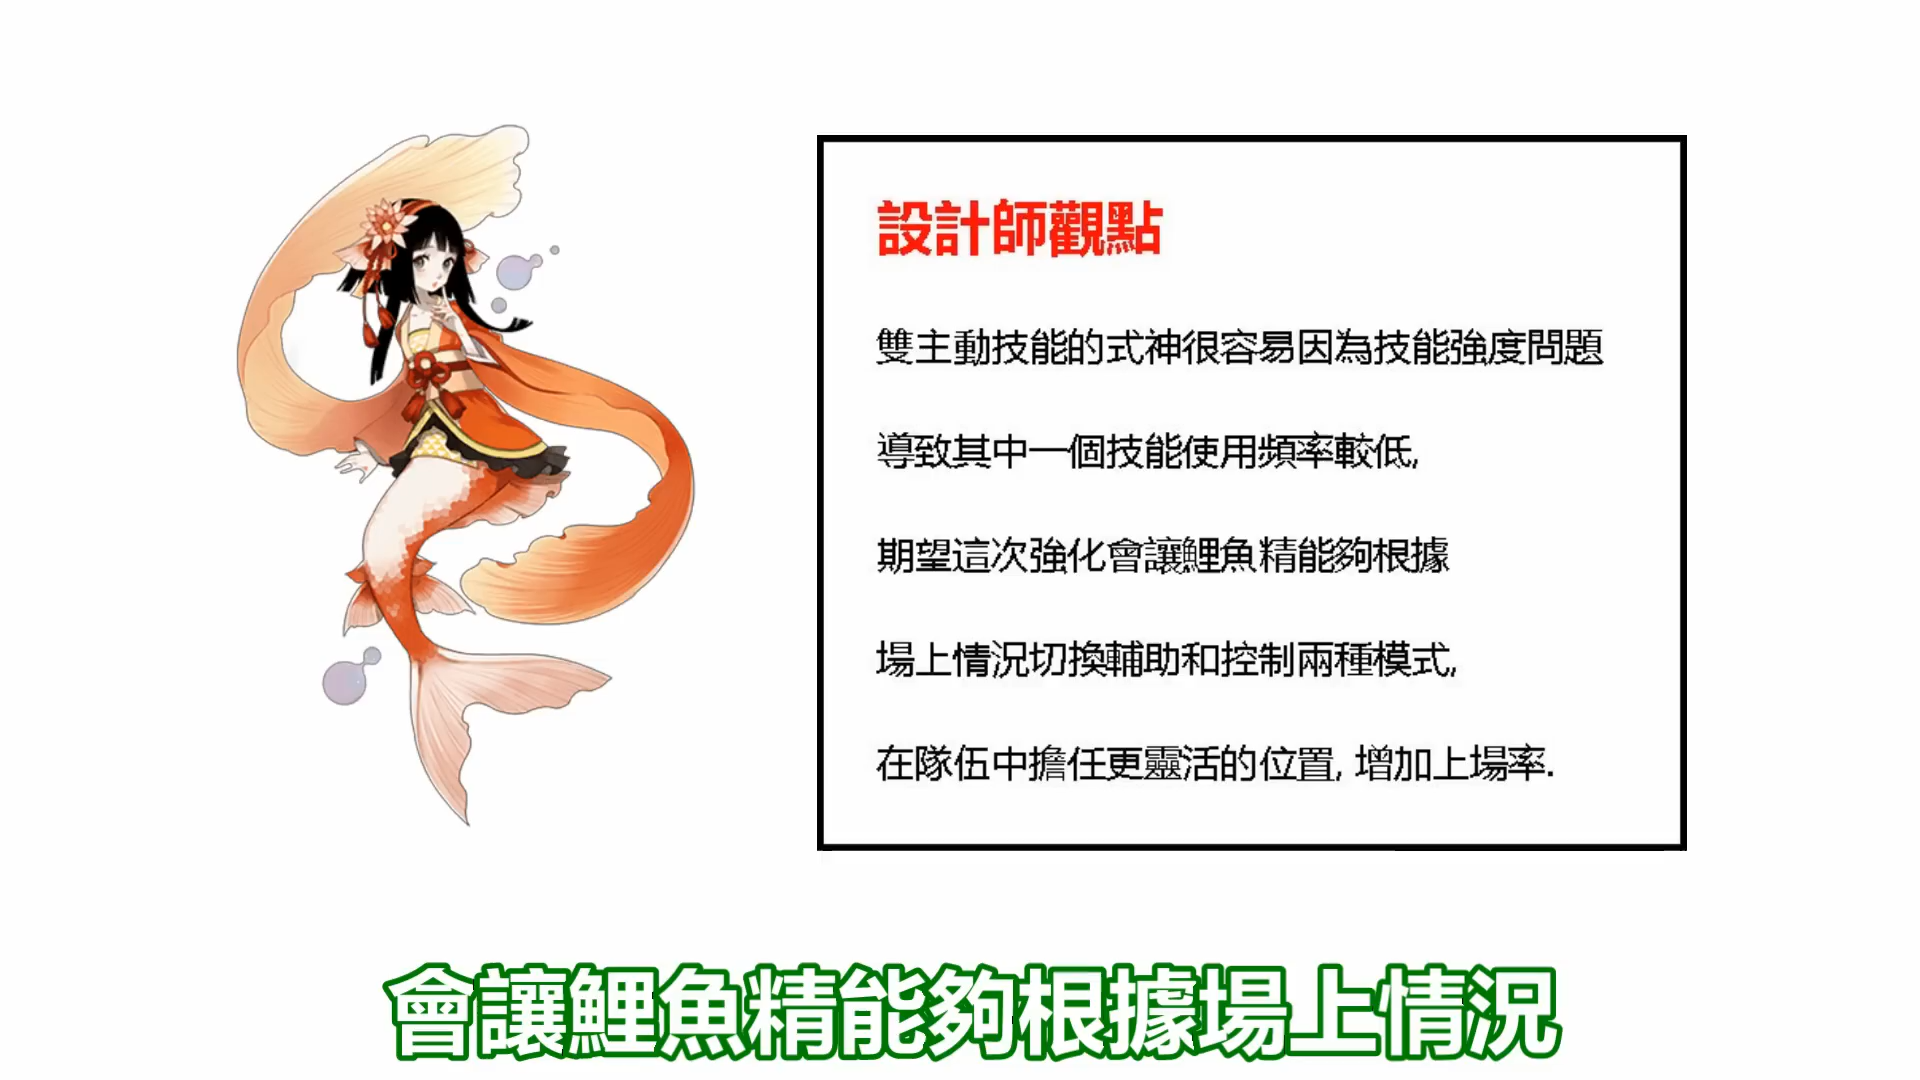 設計師觀點
雙主動技能的式神很容易因為技能強度問題
導致其中一個技能使用頻率較低,
期望這次強化會讓鯉魚精能夠根據
場上情況切換輔助和控制兩種模式,
在隊伍中擔任更靈活的位置, 增加上場率.
會讓鯉魚精能夠根據場上情況